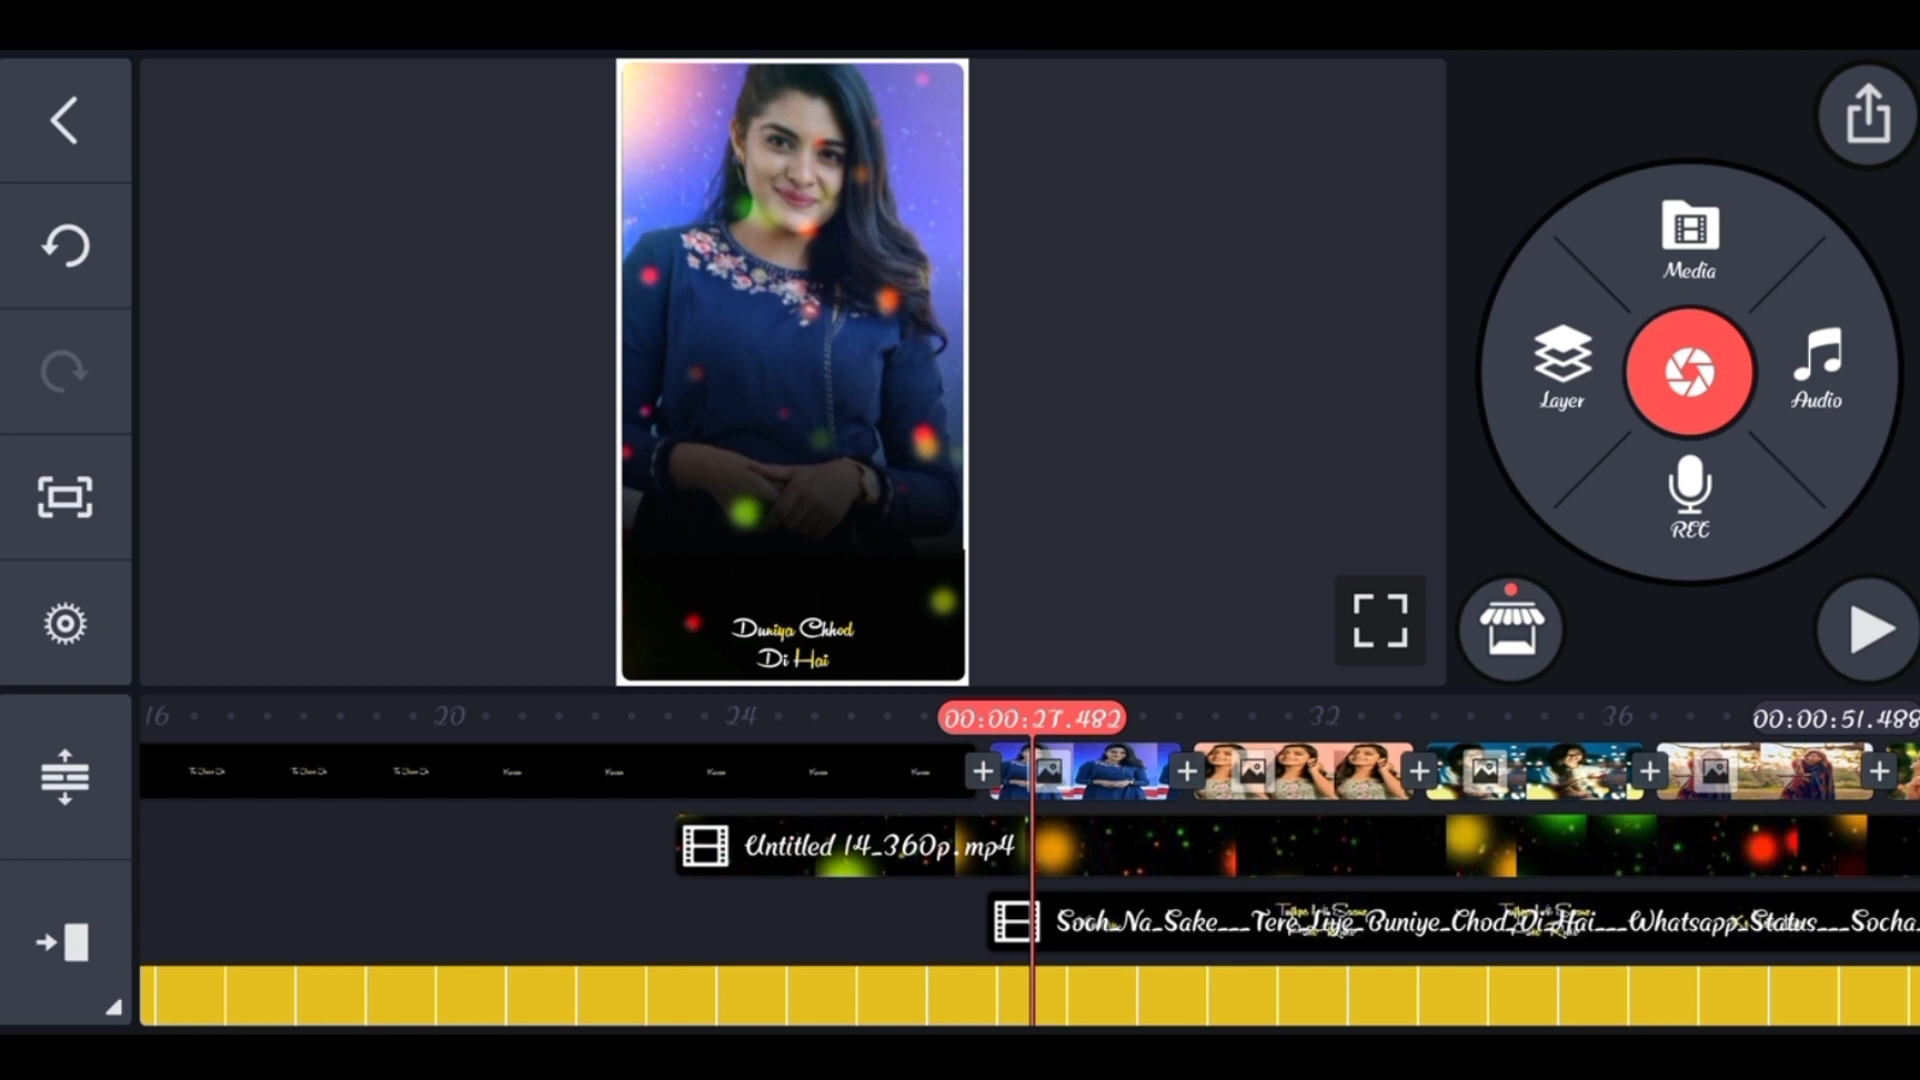 Media
Layer
Audio
REC
Duniya Chhod
Di Hai
16
20
24
00:00:27.482
32
36
00:00:51.488
Untitled 14_360p.mp4
Soch_Na_Sake___Tere_Liye_Duniye_Chod_Di_Hai___Whatsapp_Status___Socha_